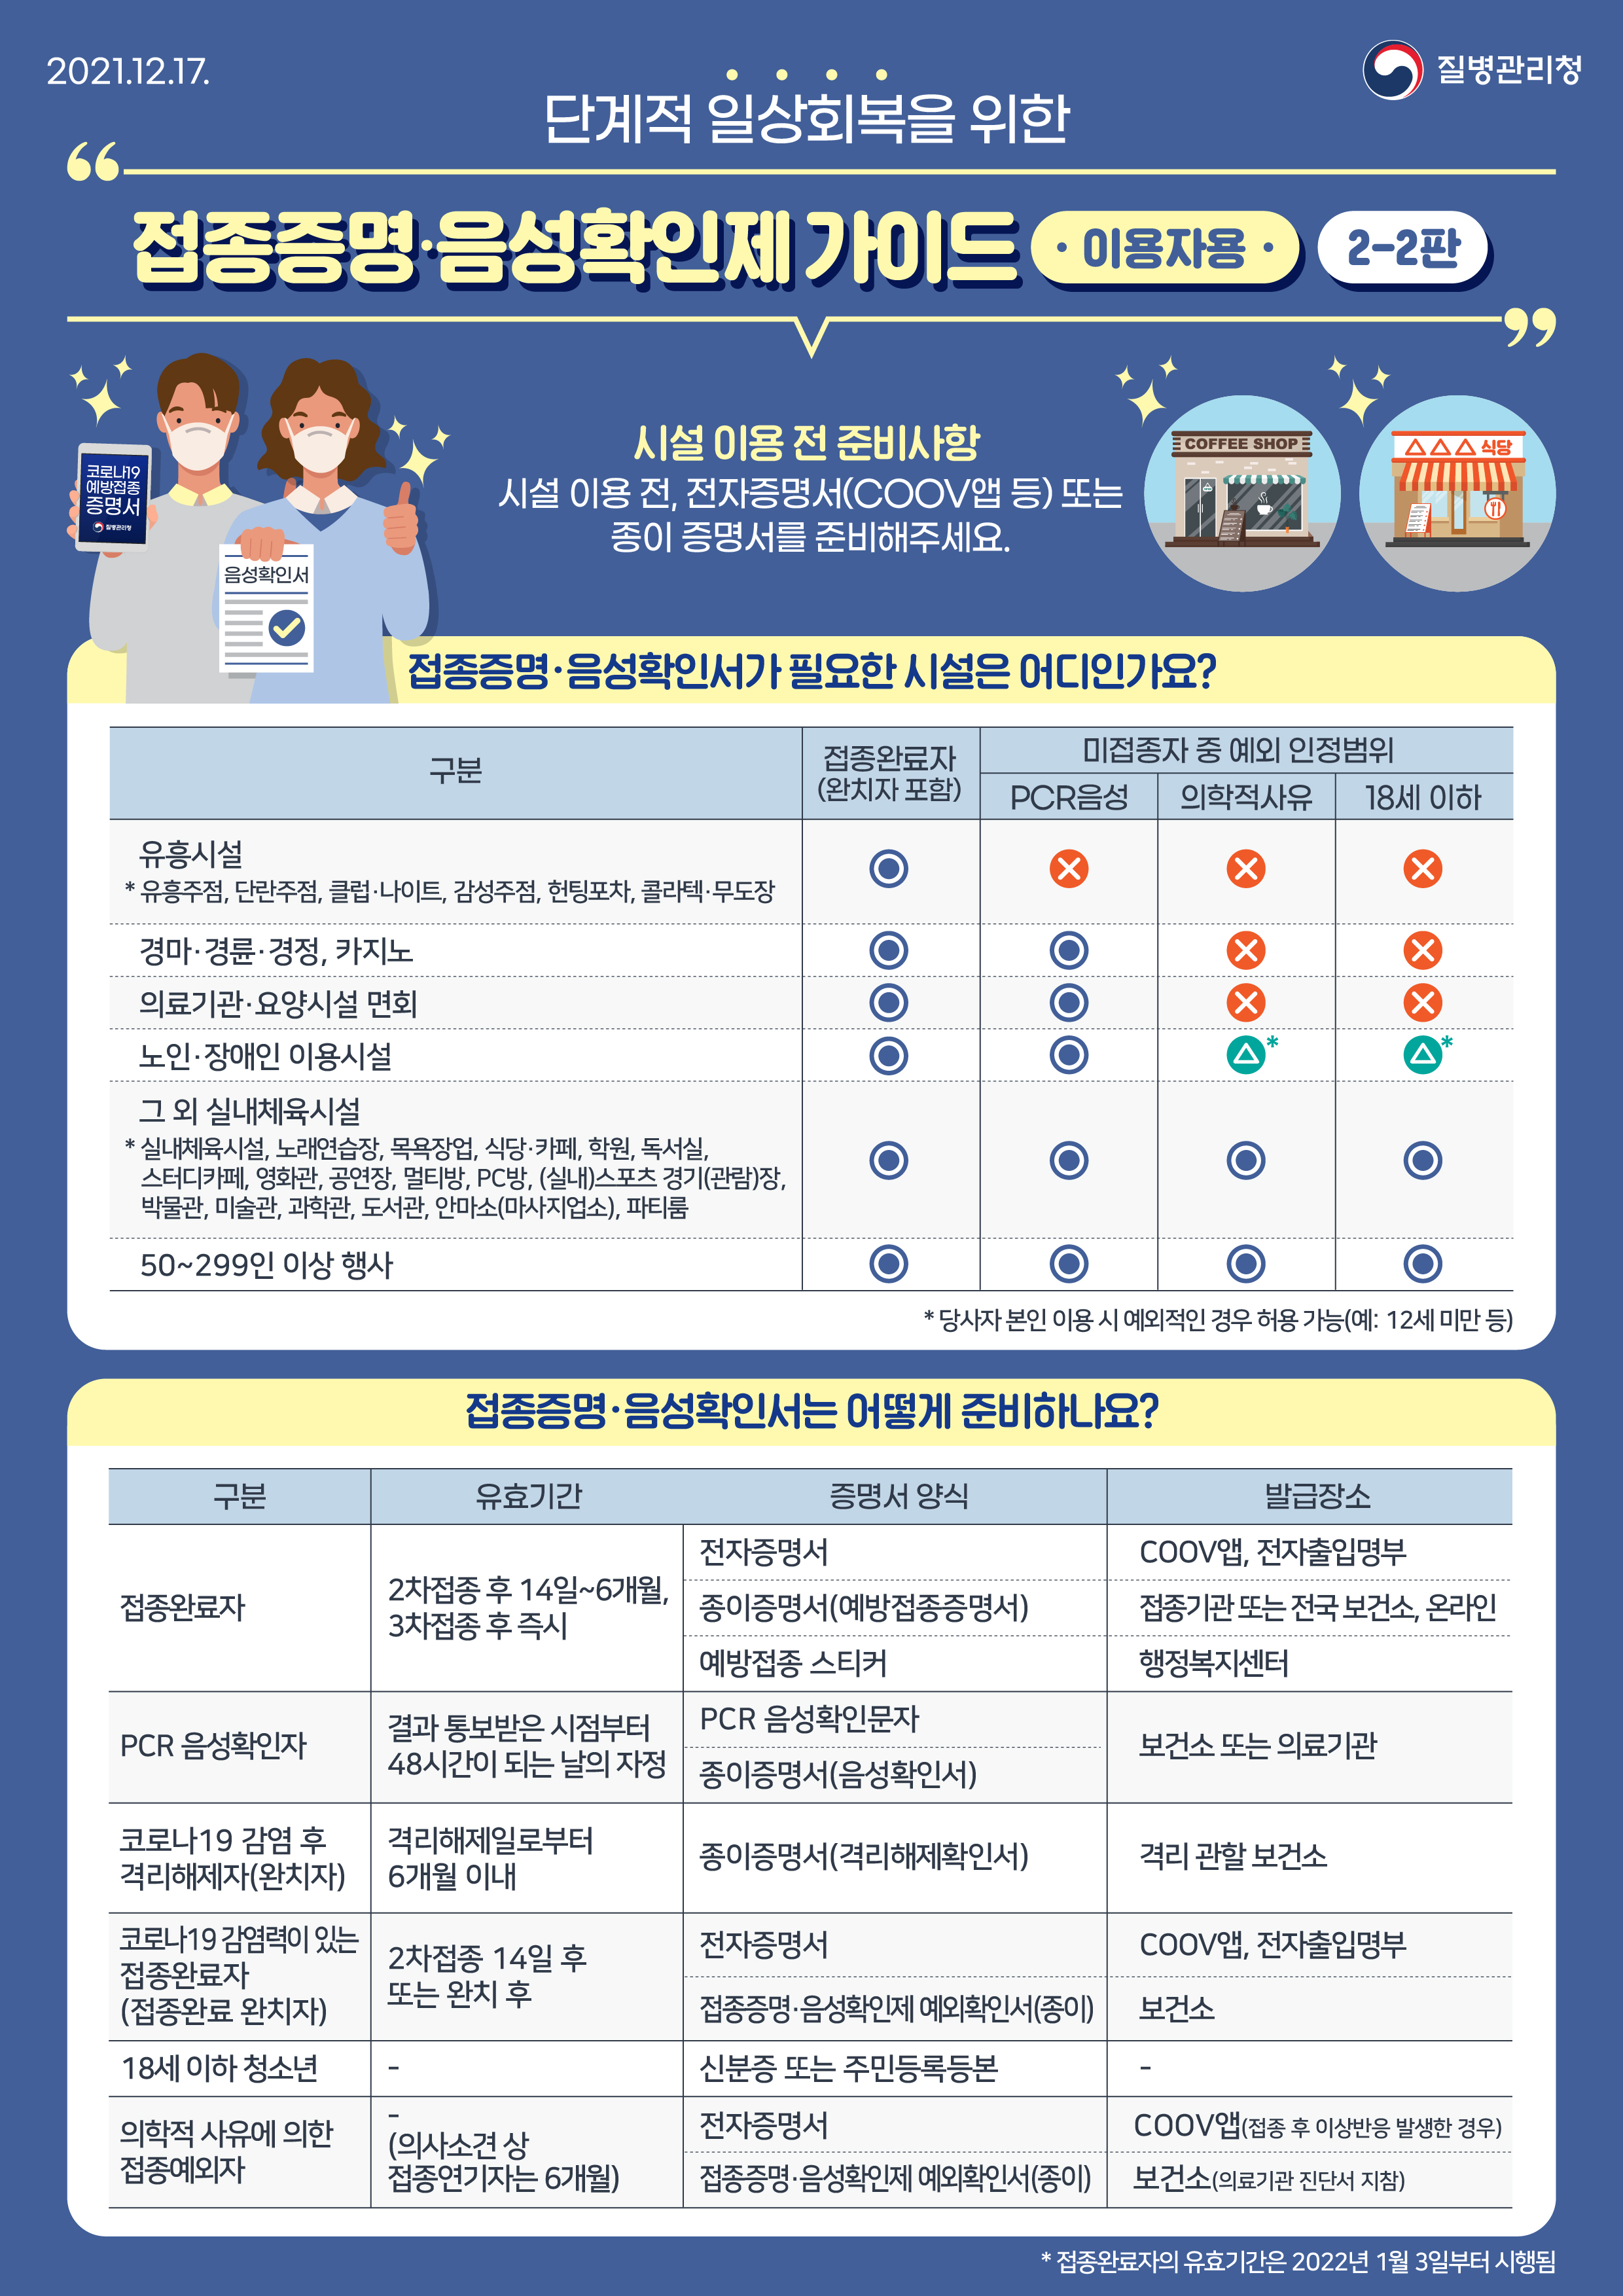 2021.12.17.
질병관리청
단계적 일상회복을 위한
접종증명·음성확인제 가이드 · 이용자용 · 2-2판
코로나19
예방접종
증명서
질병관리청
음성확인서
시설 이용 전 준비사항
시설 이용 전, 전자증명서(COOV앱 등) 또는
종이 증명서를 준비해주세요.
COFFEE SHOP
△△△ 식당
접종증명·음성확인서가 필요한 시설은 어디인가요?
구분
접종완료자
(완치자 포함)
미접종자 중 예외 인정범위
PCR음성
의학적사유
18세 이하
유흥시설
* 유흥주점, 단란주점, 클럽·나이트, 감성주점, 헌팅포차, 콜라텍·무도장
경마·경륜·경정, 카지노
의료기관·요양시설 면회
노인·장애인 이용시설
*
*
그 외 실내체육시설
* 실내체육시설, 노래연습장, 목욕장업, 식당·카페, 학원, 독서실,
스터디카페, 영화관, 공연장, 멀티방, PC방, (실내)스포츠 경기(관람)장,
박물관, 미술관, 과학관, 도서관, 안마소(마사지업소), 파티룸
50~299인 이상 행사
* 당사자 본인 이용 시 예외적인 경우 허용 가능(예: 12세 미만 등)
접종증명·음성확인서는 어떻게 준비하나요?
구분
유효기간
증명서 양식
발급장소
접종완료자
2차접종 후 14일~6개월,
3차접종 후 즉시
전자증명서
COOV앱, 전자출입명부
종이증명서(예방접종증명서)
접종기관 또는 전국 보건소, 온라인
예방접종 스티커
행정복지센터
PCR 음성확인자
결과 통보받은 시점부터
48시간이 되는 날의 자정
PCR 음성확인문자
종이증명서(음성확인서)
보건소 또는 의료기관
코로나19 감염 후
격리해제자(완치자)
격리해제일로부터
6개월 이내
종이증명서(격리해제확인서)
격리 관할 보건소
코로나19 감염력이 있는
접종완료자
(접종완료 완치자)
2차접종 14일 후
또는 완치 후
전자증명서
COOV앱, 전자출입명부
접종증명·음성확인제 예외확인서(종이)
보건소
18세 이하 청소년
-
신분증 또는 주민등록등본
-
의학적 사유에 의한
접종예외자
-
(의사소견 상
접종연기자는 6개월)
전자증명서
COOV앱(접종 후 이상반응 발생한 경우)
접종증명·음성확인제 예외확인서(종이)
보건소(의료기관 진단서 지참)
* 접종완료자의 유효기간은 2022년 1월 3일부터 시행됨